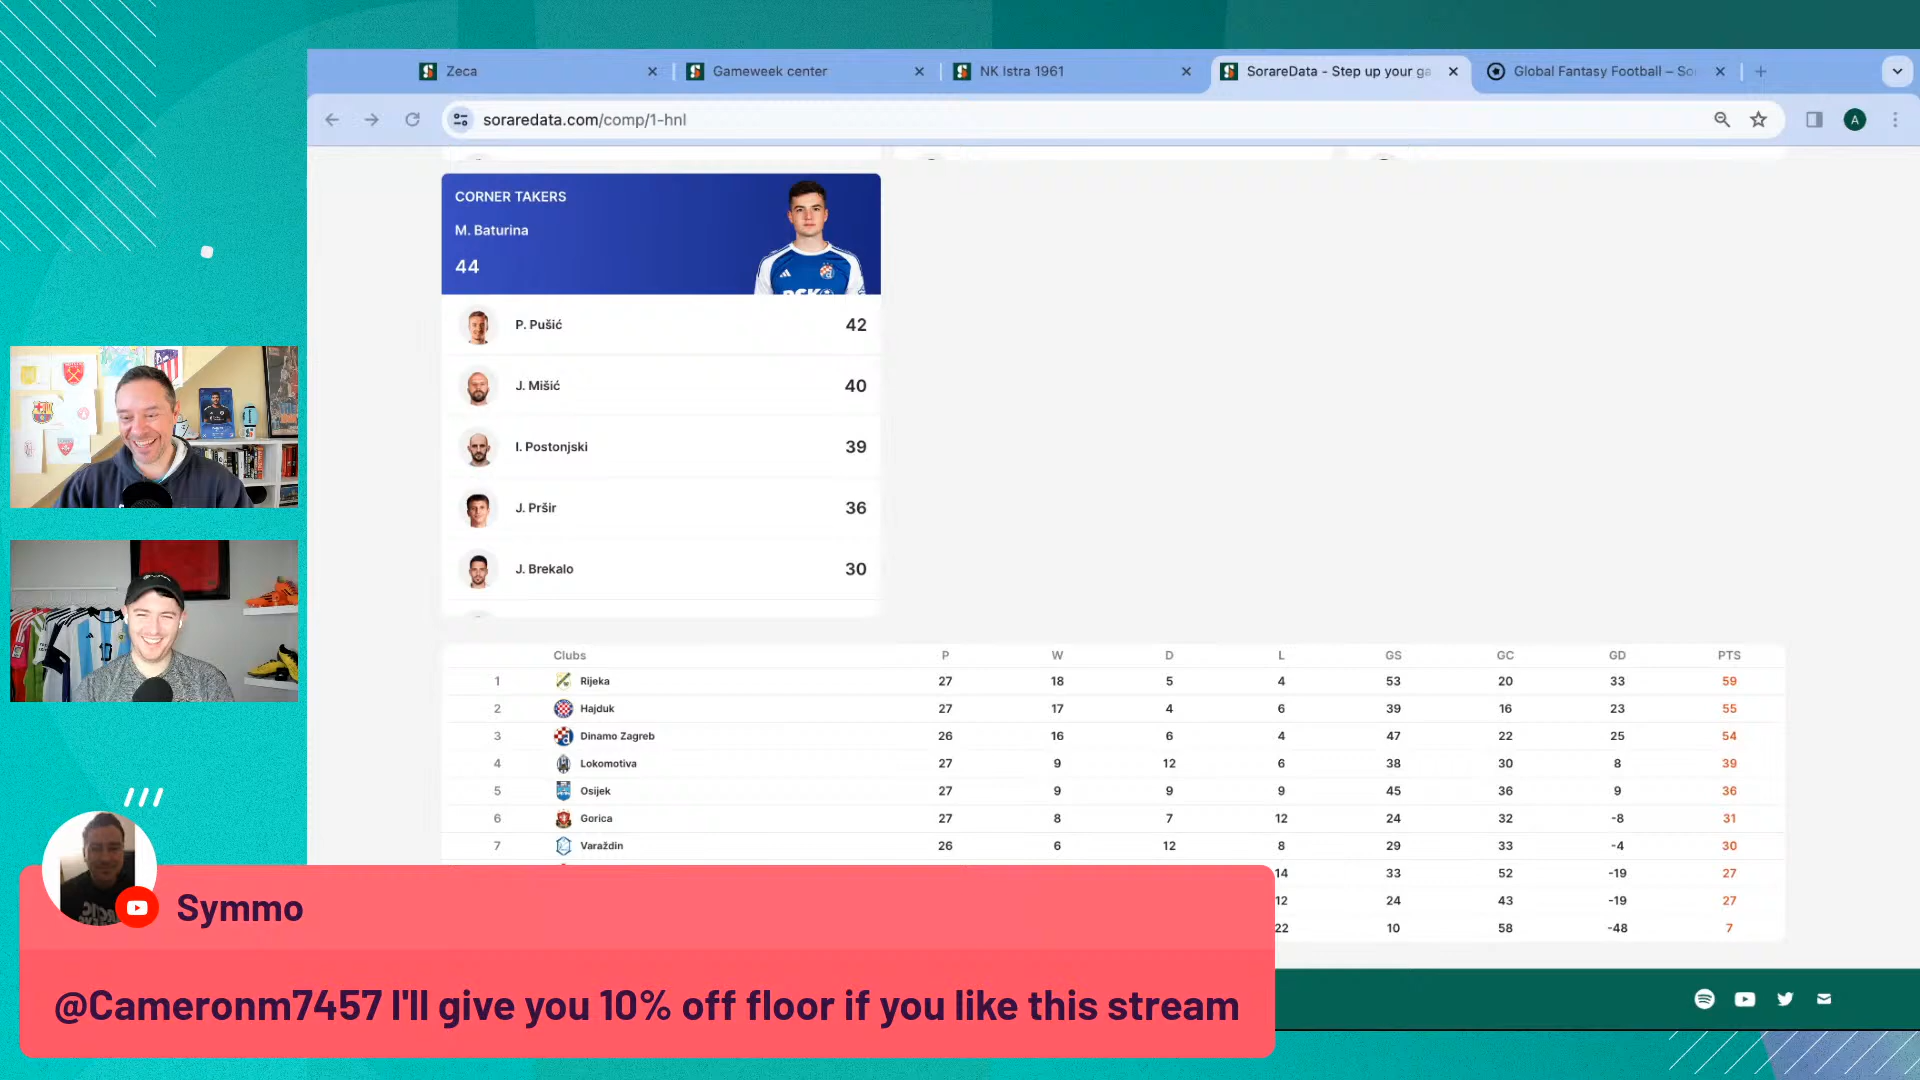 Zeca
Gameweek center
NK Istra 1961
SorareData - Step up your ga
Global Fantasy Football – So
soraredata.com/comp/1-hnl
A
CORNER TAKERS
M. Baturina
44
P. Pušić 42
J. Mišić 40
I. Postonjski 39
J. Pršir 36
J. Brekalo 30
Clubs P W D L GS GC GD PTS
1 Rijeka 27 18 5 4 53 20 33 59
2 Hajduk 27 17 4 6 39 16 23 55
3 Dinamo Zagreb 26 16 6 4 47 22 25 54
4 Lokomotiva 27 9 12 6 38 30 8 39
5 Osijek 27 9 9 9 45 36 9 36
6 Gorica 27 8 7 12 24 32 -8 31
7 Varaždin 26 6 12 8 29 33 -4 30
14 33 52 -19 27
12 24 43 -19 27
22 10 58 -48 7
Symmo
@Cameronm7457 I'll give you 10% off floor if you like this stream